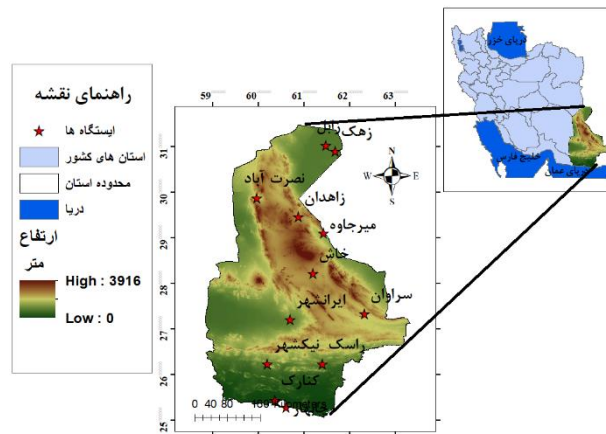 راهنمای نقشه
ایستگاه ها
استان های کشور
محدوده استان
دریا
ارتفاع
متر
High : 3916
Low : 0
59 60 61 62 63
31
30
29
28
27
26
25
زابل
زهک
نصرت آباد
زاهدان
میرجاوه
خاش
سراوان
ایرانشهر
راسک نیکشهر
کنارک
N
W E
S
0 40 80 160 Kilometers
دریای خزر
خلیج فارس
دریای عمان